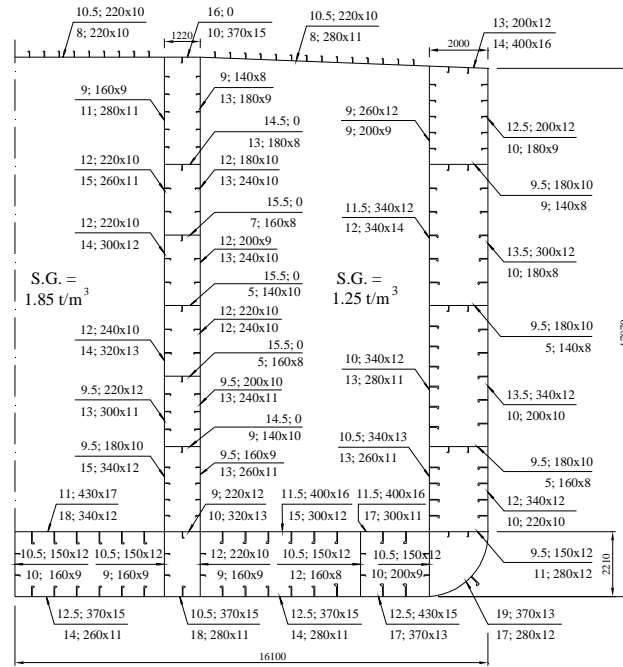 10.5; 220x10
8; 220x10
1220
16; 0
10; 370x15
10.5; 220x10
8; 280x11
13; 200x12
2000
14; 400x16
9; 160x9
11; 280x11
9; 140x8
13; 180x9
9; 260x12
9; 200x9
12.5; 200x12
10; 180x9
14.5; 0
13; 180x8
12; 220x10
15; 260x11
12; 180x10
13; 240x10
9.5; 180x10
9; 140x8
15.5; 0
7; 160x8
11.5; 340x12
12; 340x14
12; 220x10
14; 300x12
12; 200x9
13; 240x10
13.5; 300x12
10; 180x8
S.G. =
1.85 t/m3
S.G. =
1.25 t/m3
15.5; 0
5; 140x10
12; 220x10
12; 240x10
12; 240x10
14; 320x13
9.5; 180x10
5; 140x8
15.5; 0
5; 160x8
10; 340x12
13; 280x11
9.5; 220x12
13; 300x11
9.5; 200x10
13; 240x11
13.5; 340x12
10; 200x10
14.5; 0
9; 140x10
9.5; 180x10
15; 340x12
9.5; 160x9
13; 260x11
10.5; 340x13
13; 260x11
9.5; 180x10
5; 160x8
11; 430x17
18; 340x12
9; 220x12
10; 320x13
11.5; 400x16
15; 300x12
11.5; 400x16
17; 300x11
12; 340x12
10; 220x10
10.5; 150x12
10; 160x9
10.5; 150x12
9; 160x9
12; 220x10
9; 160x9
10.5; 150x12
12; 160x8
10.5; 150x12
10; 200x9
9.5; 150x12
11; 280x12
2210
12.5; 370x15
14; 260x11
10.5; 370x15
18; 280x11
12.5; 370x15
14; 280x11
12.5; 430x15
17; 370x13
19; 370x13
17; 280x12
16100